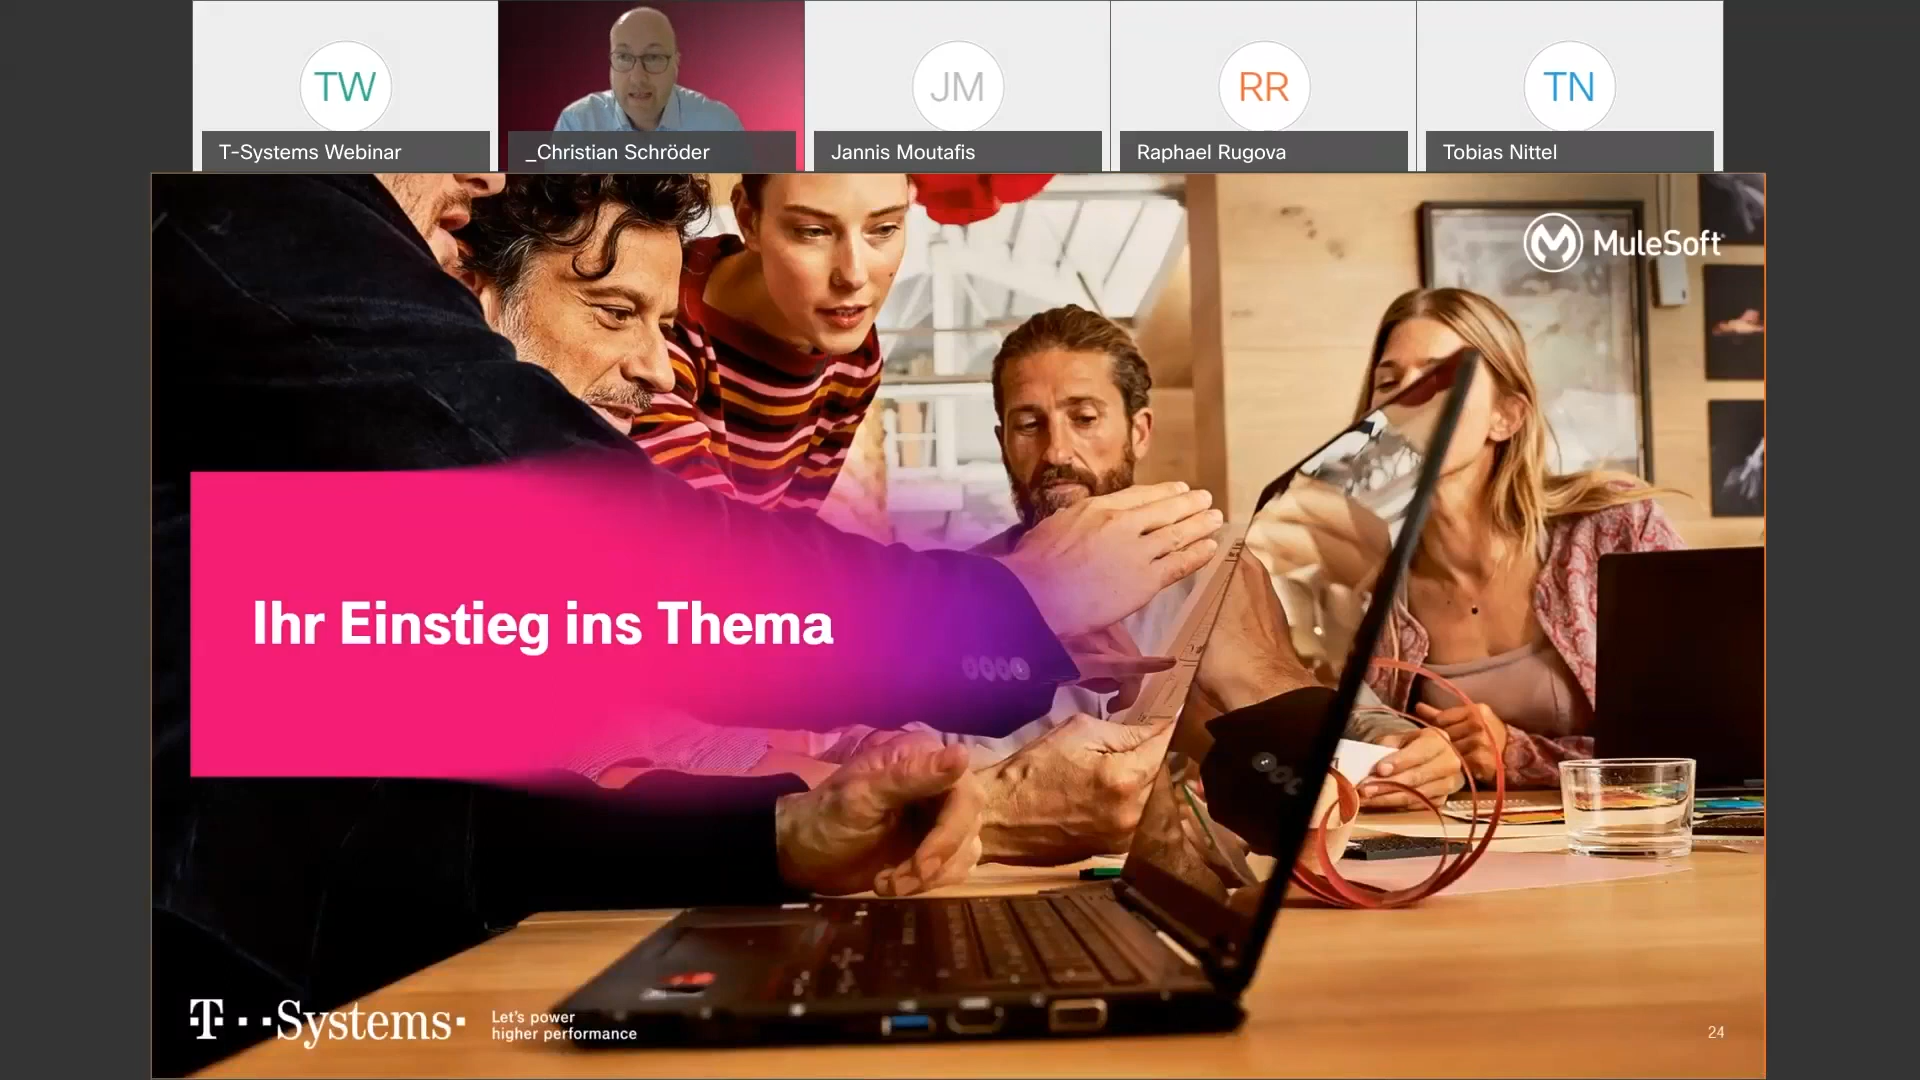 TW
JM
RR
TN
T-Systems Webinar
_Christian Schröder
Jannis Moutafis
Raphael Rugova
Tobias Nittel
MuleSoft
Ihr Einstieg ins Thema
T··Systems·
Let's power
higher performance
24